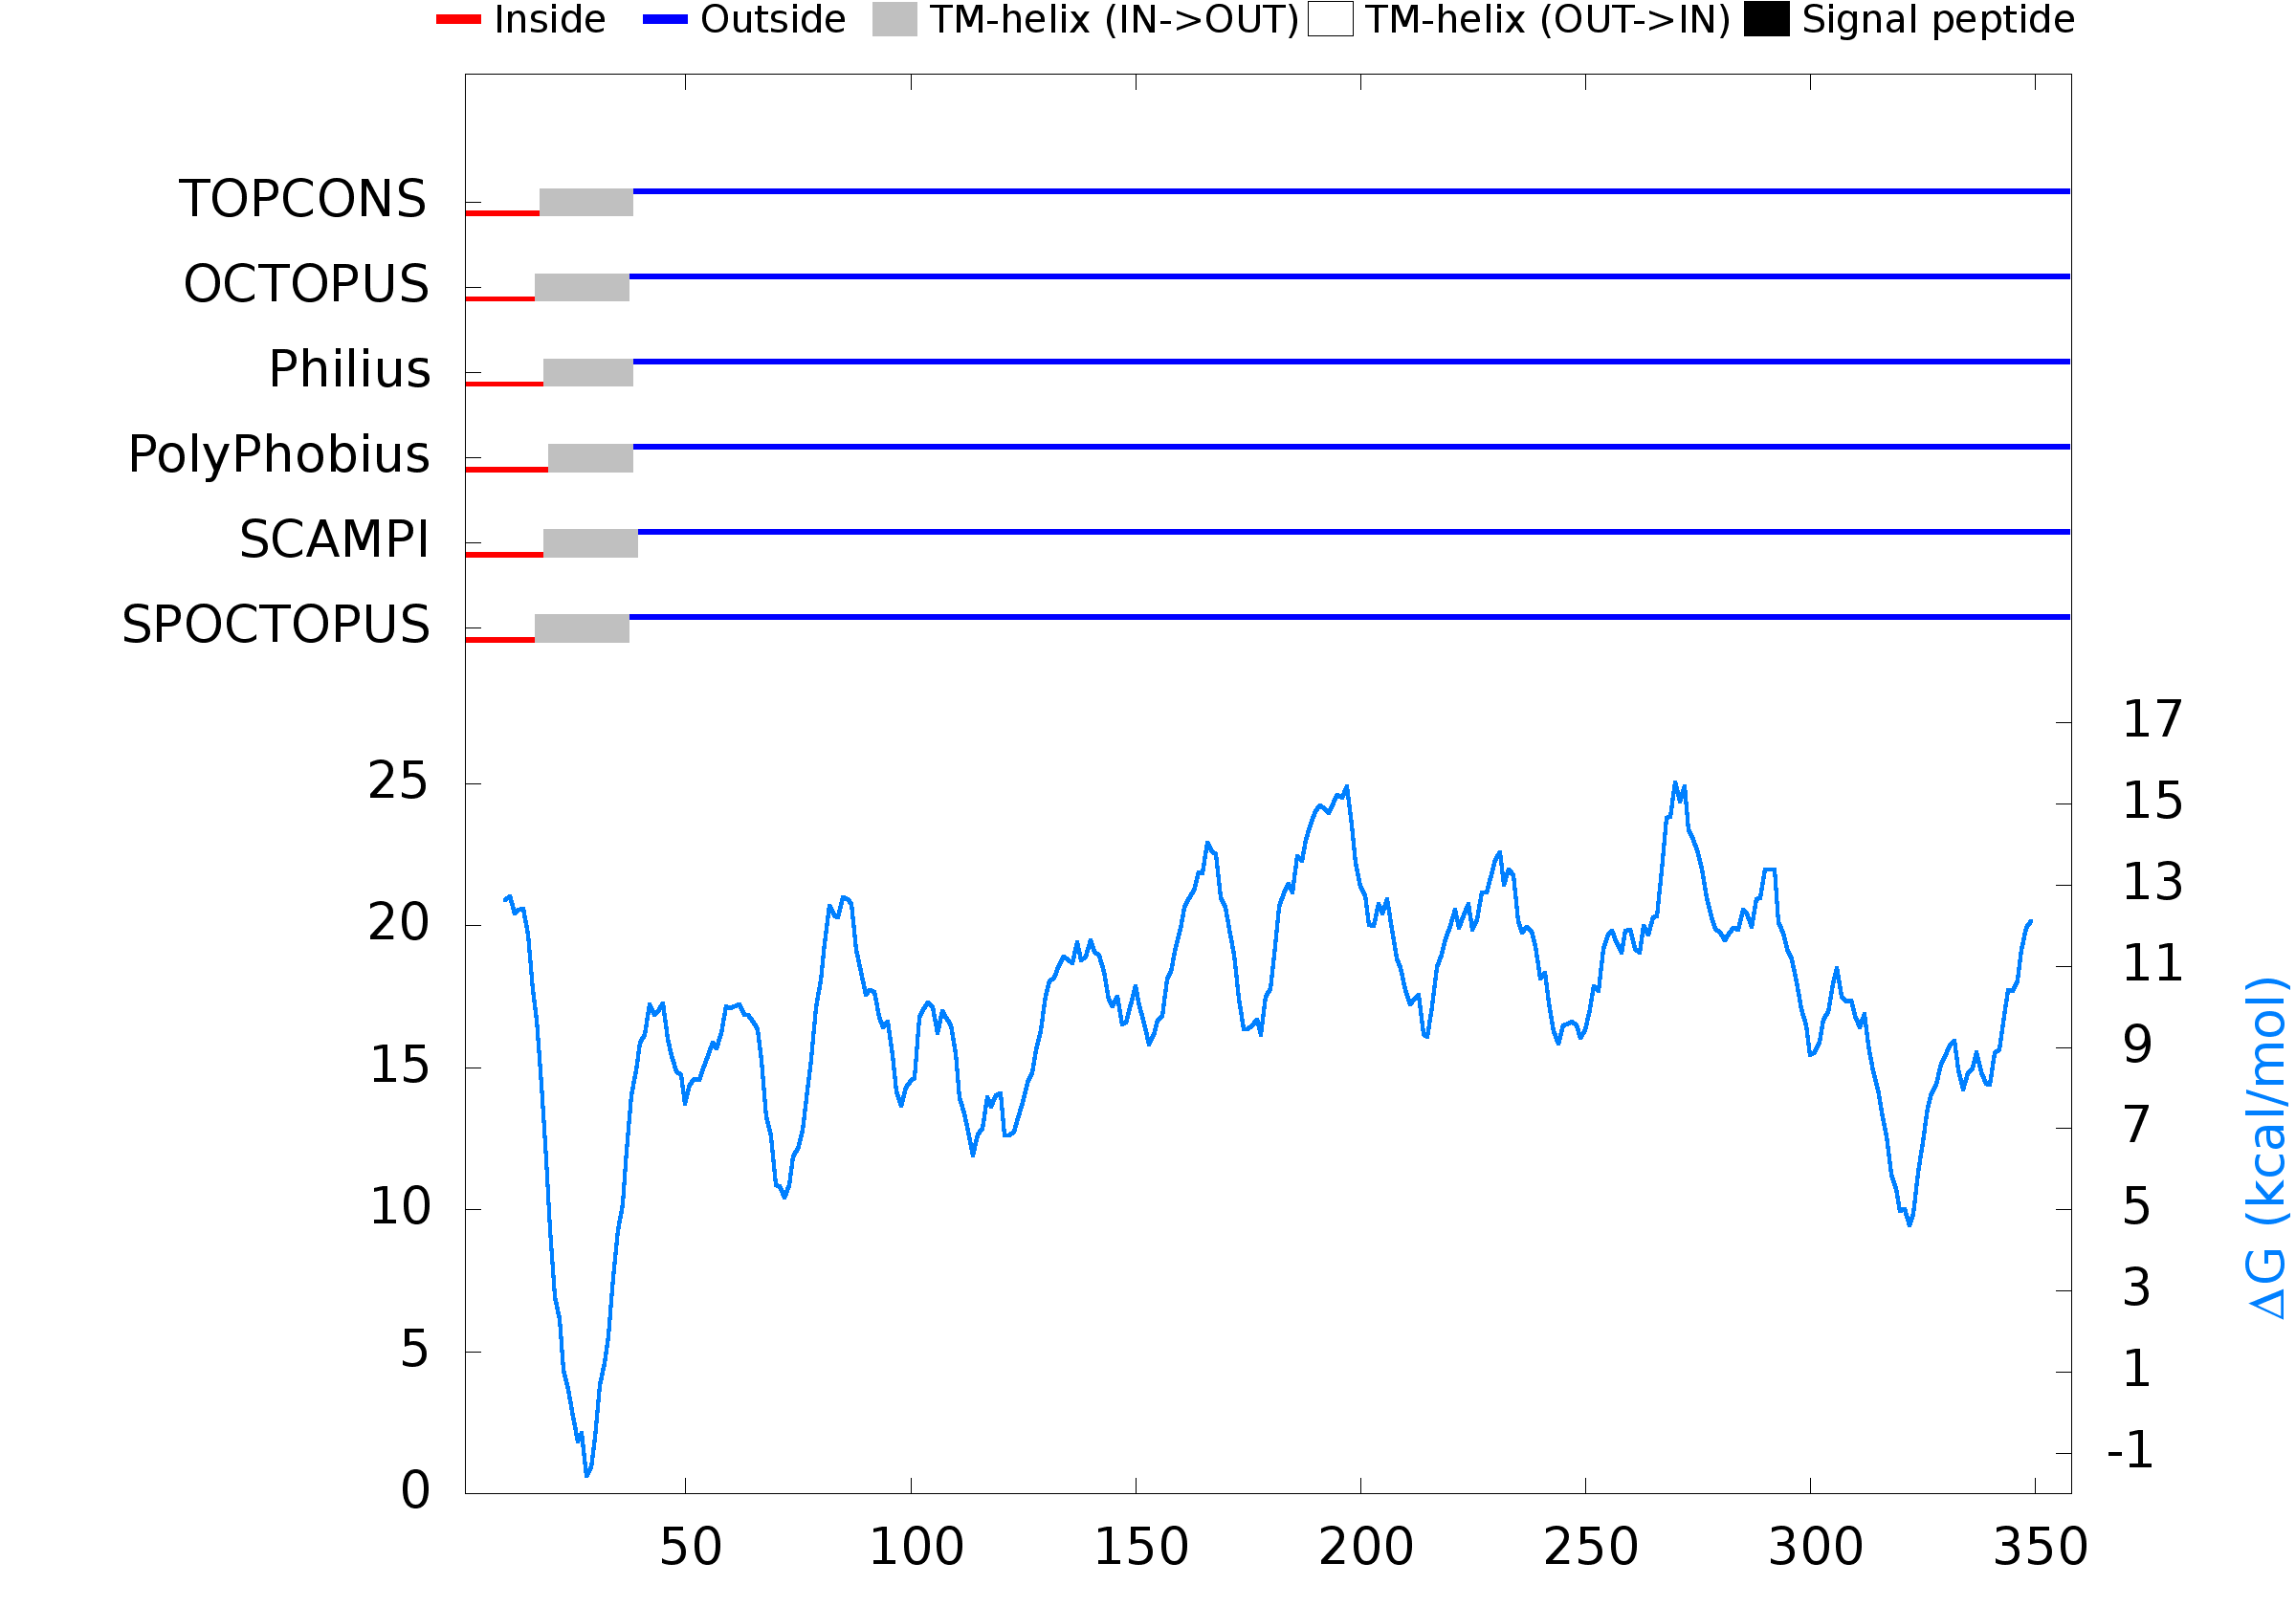 Inside Outside TM-helix (IN->OUT) TM-helix (OUT->IN) Signal peptide
TOPCONS
OCTOPUS
Philius
PolyPhobius
SCAMPI
SPOCTOPUS
17
25 15
20 13
11
15 9
7
10 5
3
5 1
0 -1
ΔG (kcal/mol)
50 100 150 200 250 300 350